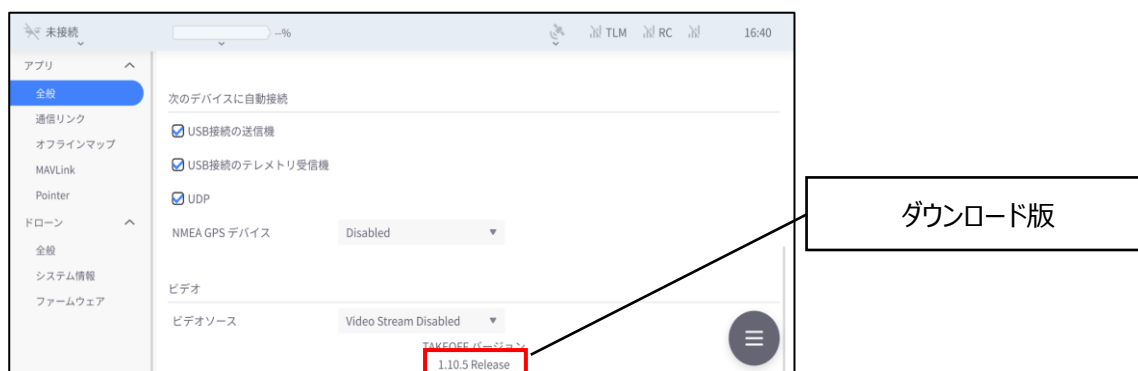 未接続
--%
TLM
RC
16:40
アプリ
全般
通信リンク
オフラインマップ
MAVLink
Pointer
ドローン
全般
システム情報
ファームウェア
次のデバイスに自動接続
USB接続の送信機
USB接続のテレメトリ受信機
UDP
NMEA GPS デバイス
Disabled
ビデオ
ビデオソース
Video Stream Disabled
TAKEOFF バージョン
1.10.5 Release
ダウンロード版